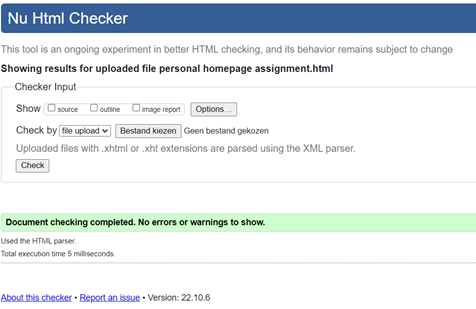 Nu Html Checker
This tool is an ongoing experiment in better HTML checking, and its behavior remains subject to change
Showing results for uploaded file personal homepage assignment.html
Checker Input
Show source outline image report Options...
Check by file upload Bestand kiezen Geen bestand gekozen
Uploaded files with .xhtml or .xht extensions are parsed using the XML parser.
Check
Document checking completed. No errors or warnings to show.
Used the HTML parser.
Total execution time 5 milliseconds.
About this checker • Report an issue • Version: 22.10.6